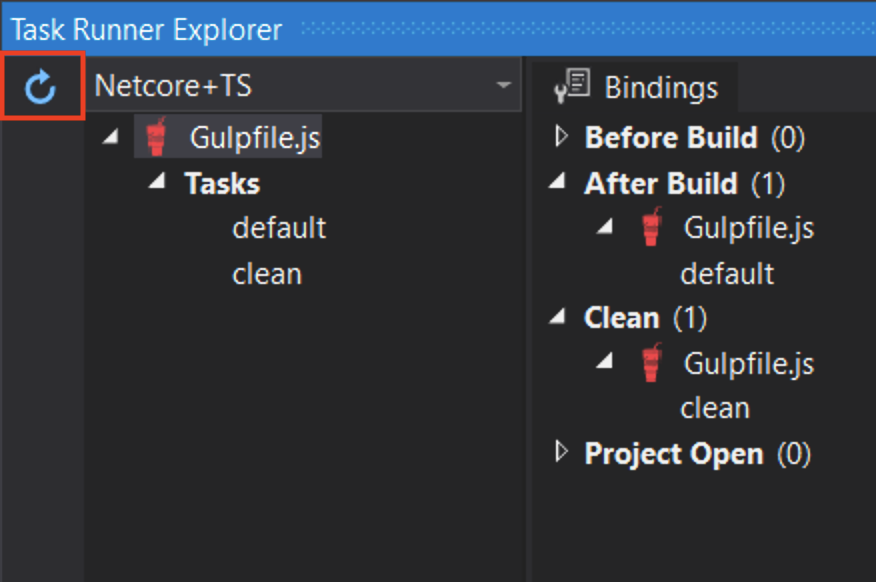 Task Runner Explorer
Netcore+TS
Gulpfile.js
Tasks
default
clean
Bindings
Before Build (0)
After Build (1)
Gulpfile.js
default
Clean (1)
Gulpfile.js
clean
Project Open (0)